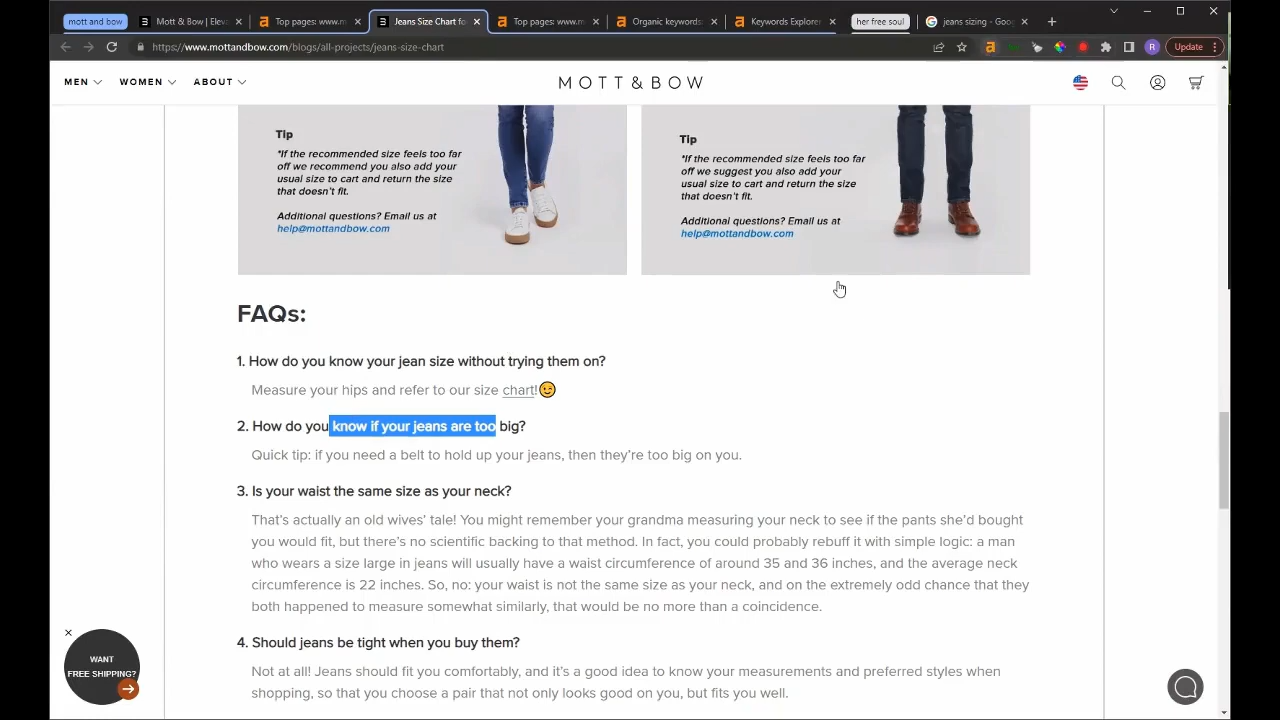 mott and bow
Mott & Bow | Eleva
Top pages: www.m
Jeans Size Chart fo
Top pages: www.m
Organic keywords:
Keywords Explorer
her free soul
jeans sizing - Goo
https://www.mottandbow.com/blogs/all-projects/jeans-size-chart
R
Update
MEN
WOMEN
ABOUT
MOTT & BOW
Tip
*If the recommended size feels too far
off we recommend you also add your
usual size to cart and return the size
that doesn't fit.
Additional questions? Email us at
help@mottandbow.com
Tip
*If the recommended size feels too far
off we suggest you also add your
usual size to cart and return the size
that doesn't fit.
Additional questions? Email us at
help@mottandbow.com
FAQs:
1. How do you know your jean size without trying them on?
Measure your hips and refer to our size chart!😉
2. How do you know if your jeans are too big?
Quick tip: if you need a belt to hold up your jeans, then they're too big on you.
3. Is your waist the same size as your neck?
That's actually an old wives' tale! You might remember your grandma measuring your neck to see if the pants she'd bought
you would fit, but there's no scientific backing to that method. In fact, you could probably rebuff it with simple logic: a man
who wears a size large in jeans will usually have a waist circumference of around 35 and 36 inches, and the average neck
circumference is 22 inches. So, no: your waist is not the same size as your neck, and on the extremely odd chance that they
both happened to measure somewhat similarly, that would be no more than a coincidence.
4. Should jeans be tight when you buy them?
Not at all! Jeans should fit you comfortably, and it's a good idea to know your measurements and preferred styles when
shopping, so that you choose a pair that not only looks good on you, but fits you well.
WANT
FREE SHIPPING?